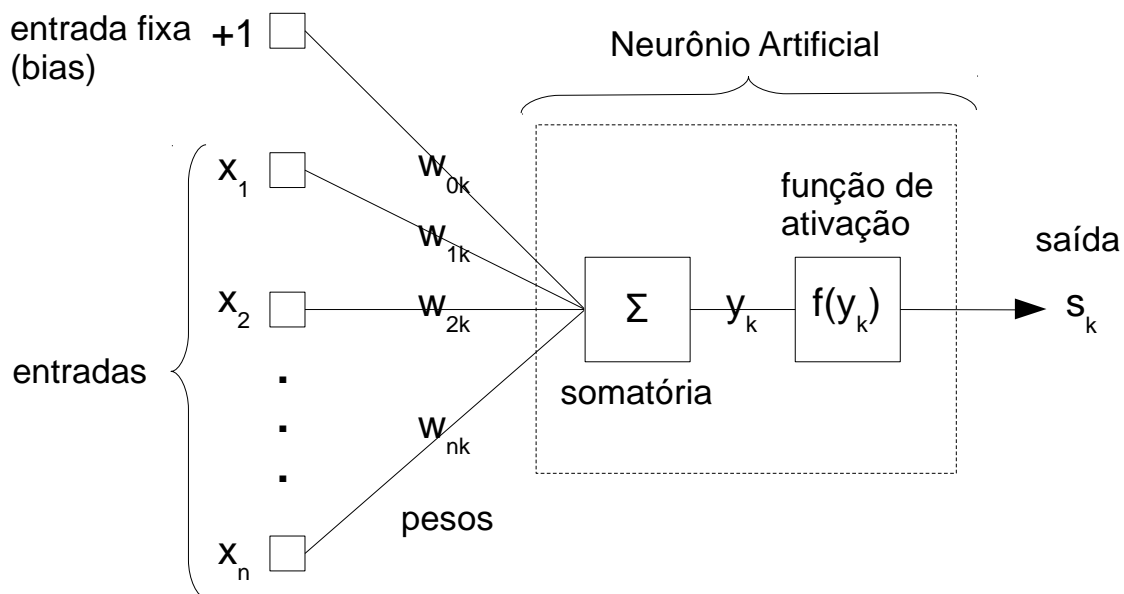 entrada fixa +1
(bias)
Neurônio Artificial
x1
w0k
função de
ativação
w1k
saída
x2
w2k
Σ
yk
f(yk)
sk
entradas
.
.
.
somatória
wnk
pesos
xn